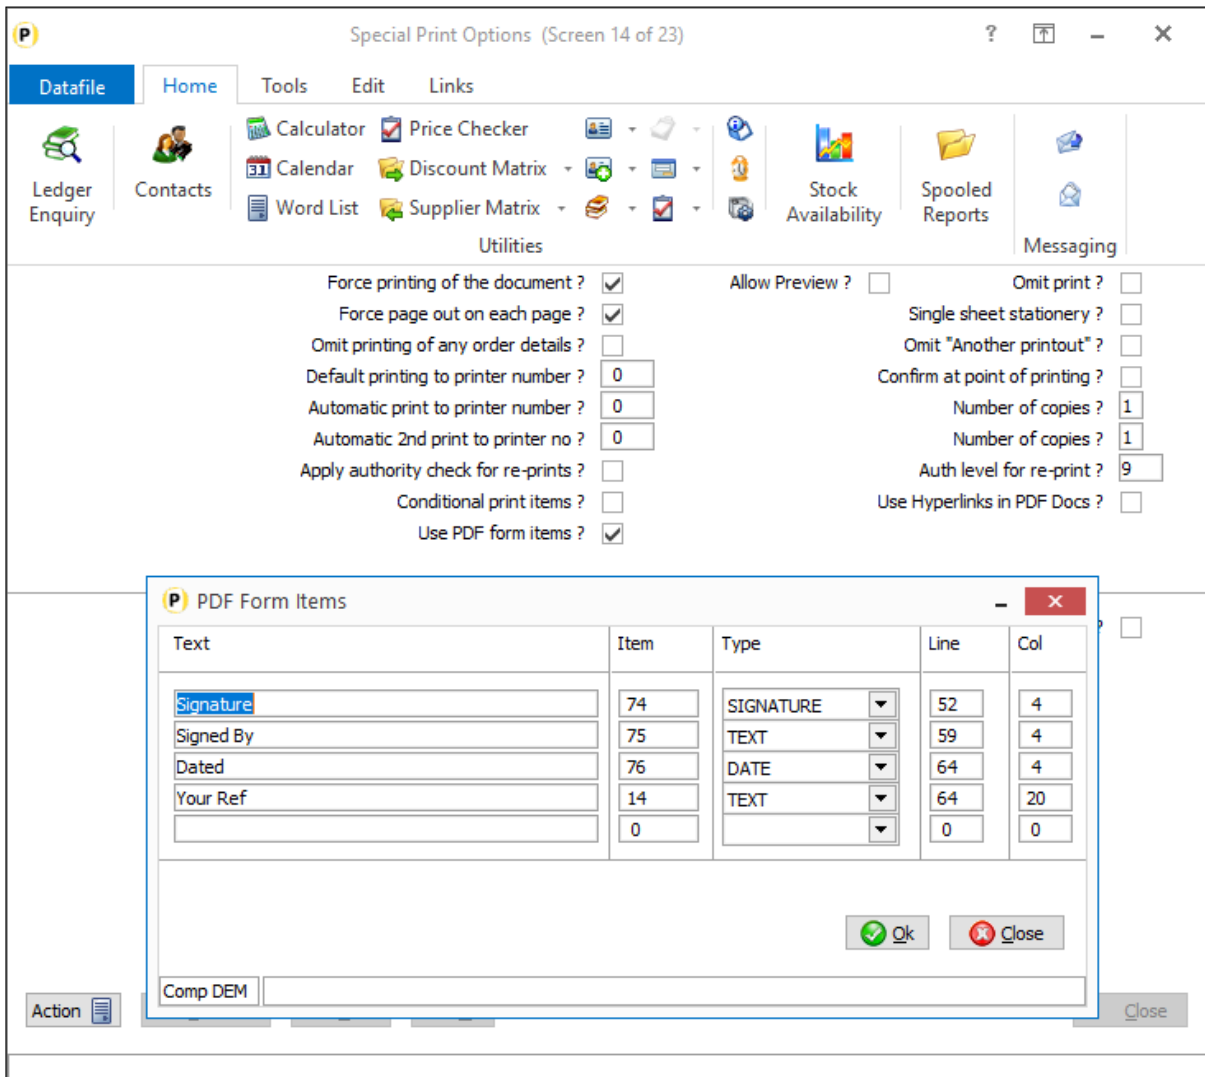 P Special Print Options (Screen 14 of 23) ?
Datafile Home Tools Edit Links
Calculator Price Checker
31 Calendar Discount Matrix
Word List Supplier Matrix
Ledger Enquiry
Contacts
Stock Availability
Spooled Reports
Utilities Messaging
Force printing of the document ? Allow Preview ? Omit print ?
Force page out on each page ? Single sheet stationery ?
Omit printing of any order details ? Omit "Another printout" ?
Default printing to printer number ? 0 Confirm at point of printing ?
Automatic print to printer number ? 0 Number of copies ? 1
Automatic 2nd print to printer no ? 0 Number of copies ? 1
Apply authority check for re-prints ? Auth level for re-print ? 9
Conditional print items ? Use Hyperlinks in PDF Docs ?
Use PDF form items ?
P PDF Form Items
?
Text Item Type Line Col
Signature 74 SIGNATURE 52 4
Signed By 75 TEXT 59 4
Dated 76 DATE 64 4
Your Ref 14 TEXT 64 20
0 0 0
Ok Close
Comp DEM
Action Close